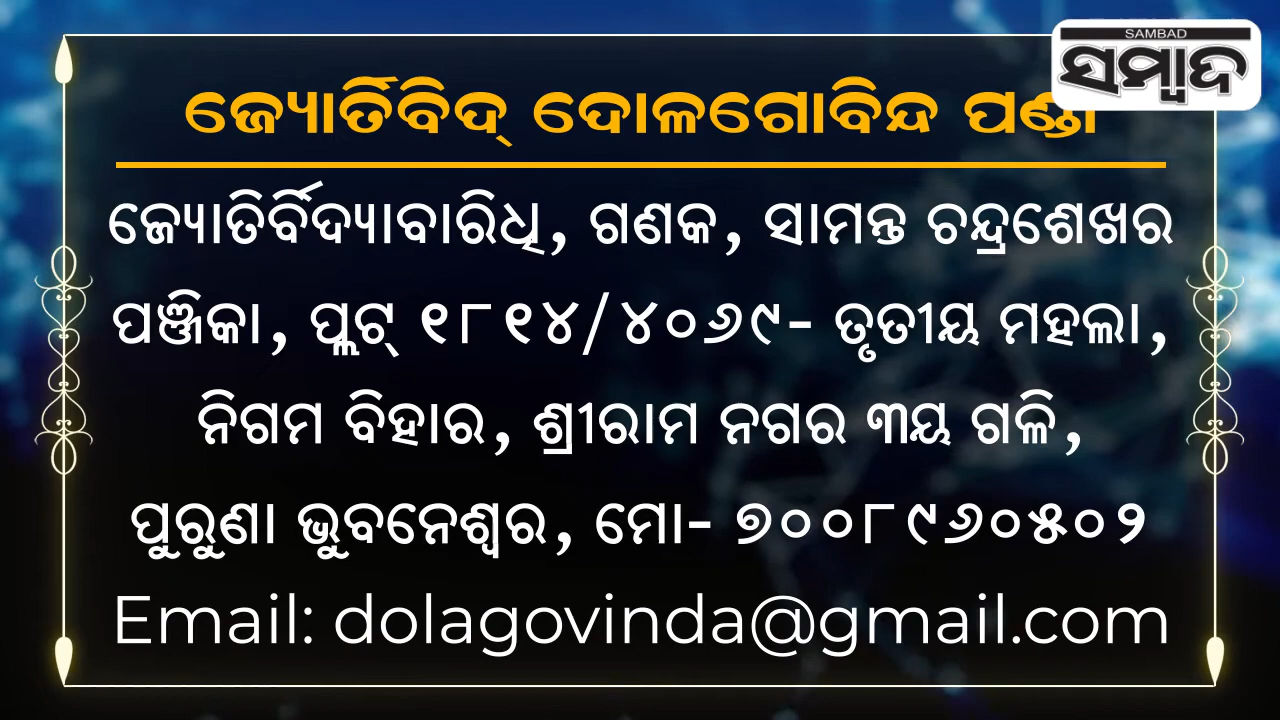 SAMBAD
ସମ୍ବାଦ
ଜ୍ୟୋର୍ତିବିଦ୍ ଦୋଳଗୋବିନ୍ଦ ପଣ୍ଡା
ଜ୍ୟୋତିର୍ବିଦ୍ୟାବାରିଧି, ଗଣକ, ସାମନ୍ତ ଚନ୍ଦ୍ରଶେଖର
ପଞ୍ଜିକା, ପ୍ଲଟ୍ ୧୮୧୪/୪୦୬୯- ତୃତୀୟ ମହଲା,
ନିଗମ ବିହାର, ଶ୍ରୀରାମ ନଗର ୩ୟ ଗଳି,
ପୁରୁଣା ଭୁବନେଶ୍ୱର, ମୋ- ୭୦୦୮୯୬୦୫୦୨
Email: dolagovinda@gmail.com